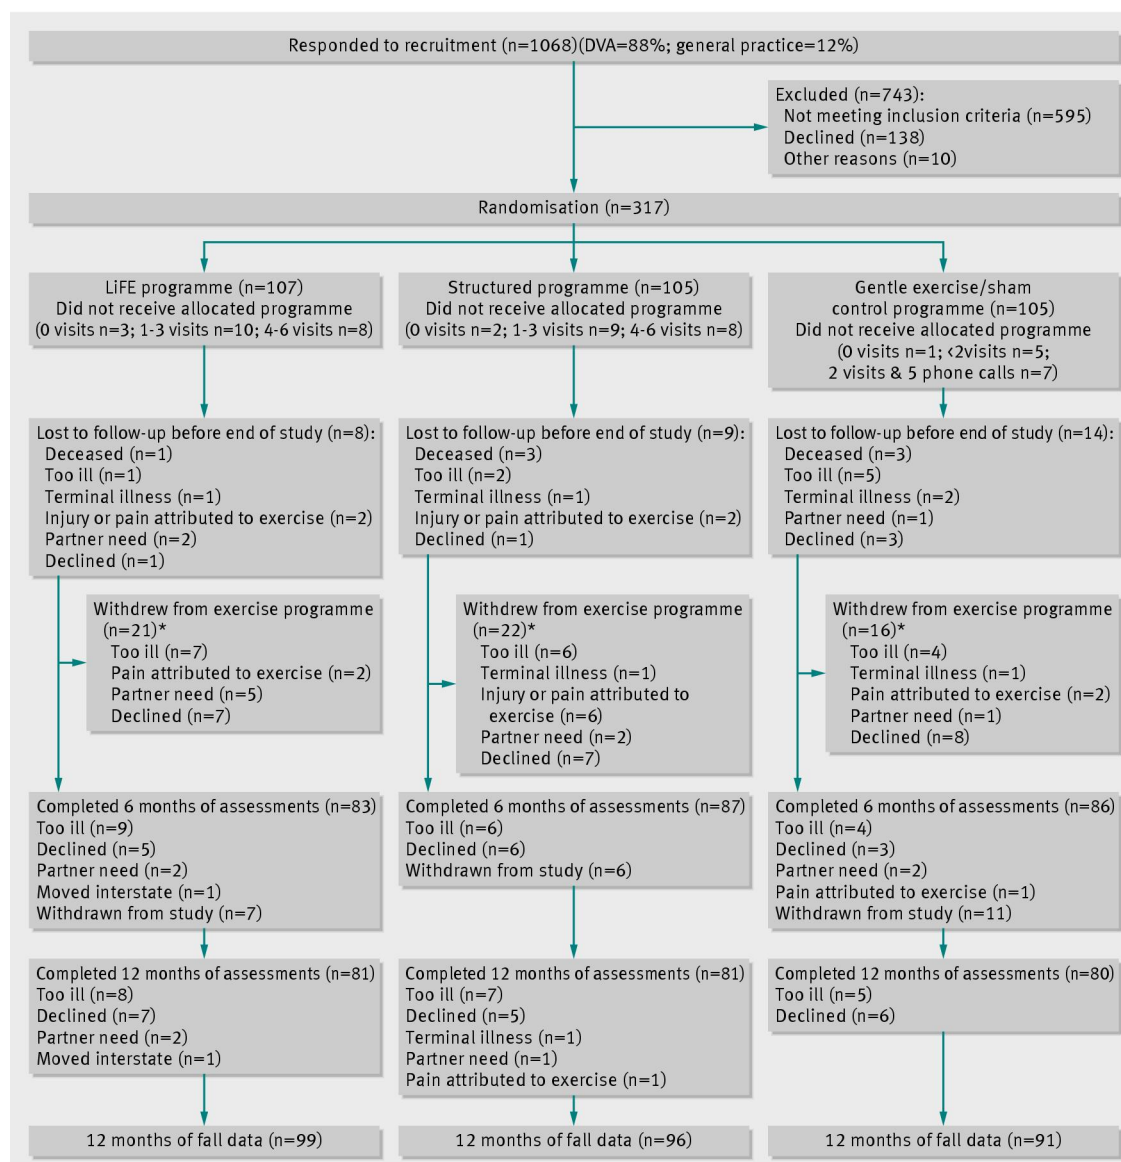 Responded to recruitment (n=1068)(DVA=88%; general practice=12%)
Excluded (n=743):
Not meeting inclusion criteria (n=595)
Declined (n=138)
Other reasons (n=10)
Randomisation (n=317)
LiFE programme (n=107)
Did not receive allocated programme
(0 visits n=3; 1-3 visits n=10; 4-6 visits n=8)
Structured programme (n=105)
Did not receive allocated programme
(0 visits n=2; 1-3 visits n=9; 4-6 visits n=8)
Gentle exercise/sham
control programme (n=105)
Did not receive allocated programme
(0 visits n=1; <2visits n=5;
2 visits & 5 phone calls n=7)
Lost to follow-up before end of study (n=8):
Deceased (n=1)
Too ill (n=1)
Terminal illness (n=1)
Injury or pain attributed to exercise (n=2)
Partner need (n=2)
Declined (n=1)
Lost to follow-up before end of study (n=9):
Deceased (n=3)
Too ill (n=2)
Terminal illness (n=1)
Injury or pain attributed to exercise (n=2)
Declined (n=1)
Lost to follow-up before end of study (n=14):
Deceased (n=3)
Too ill (n=5)
Terminal illness (n=2)
Partner need (n=1)
Declined (n=3)
Withdrew from exercise programme
(n=21)*
Too ill (n=7)
Pain attributed to exercise (n=2)
Partner need (n=5)
Declined (n=7)
Withdrew from exercise programme
(n=22)*
Too ill (n=6)
Terminal illness (n=1)
Injury or pain attributed to
exercise (n=6)
Partner need (n=2)
Declined (n=7)
Withdrew from exercise programme
(n=16)*
Too ill (n=4)
Terminal illness (n=1)
Pain attributed to exercise (n=2)
Partner need (n=1)
Declined (n=8)
Completed 6 months of assessments (n=83)
Too ill (n=9)
Declined (n=5)
Partner need (n=2)
Moved interstate (n=1)
Withdrawn from study (n=7)
Completed 6 months of assessments (n=87)
Too ill (n=6)
Declined (n=6)
Withdrawn from study (n=6)
Completed 6 months of assessments (n=86)
Too ill (n=4)
Declined (n=3)
Partner need (n=2)
Pain attributed to exercise (n=1)
Withdrawn from study (n=11)
Completed 12 months of assessments (n=81)
Too ill (n=8)
Declined (n=7)
Partner need (n=2)
Moved interstate (n=1)
Completed 12 months of assessments (n=81)
Too ill (n=7)
Declined (n=5)
Terminal illness (n=1)
Partner need (n=1)
Pain attributed to exercise (n=1)
Completed 12 months of assessments (n=80)
Too ill (n=5)
Declined (n=6)
12 months of fall data (n=99)
12 months of fall data (n=96)
12 months of fall data (n=91)